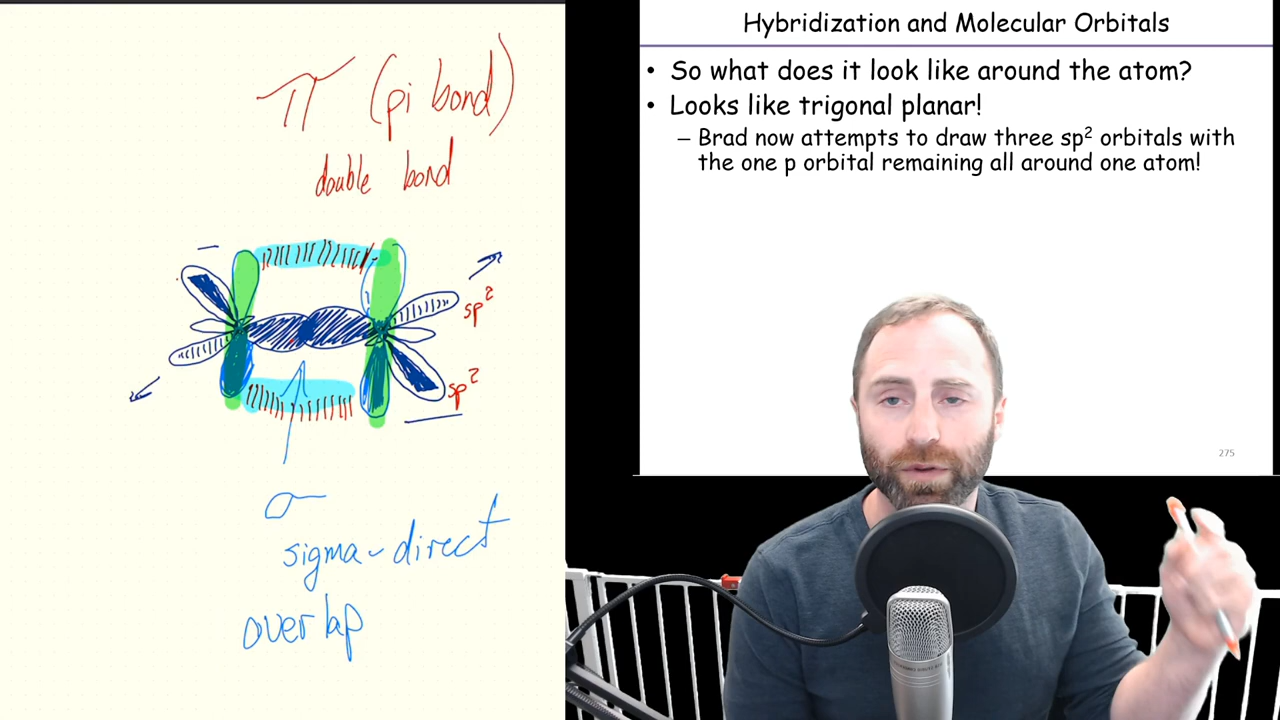 π (pi bond)
double bond
sp²
sp²
σ
sigma - direct
overlap
Hybridization and Molecular Orbitals
• So what does it look like around the atom?
• Looks like trigonal planar!
– Brad now attempts to draw three sp² orbitals with
the one p orbital remaining all around one atom!
275